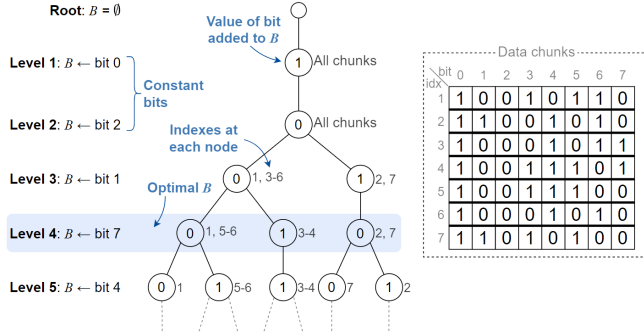 Root: B = ∅
Value of bit
added to B
Level 1: B ← bit 0
1 All chunks
Constant
bits
Level 2: B ← bit 2
0 All chunks
Indexes at
each node
Level 3: B ← bit 1
0 1, 3-6
1 2, 7
Optimal B
Level 4: B ← bit 7
0 1, 5-6
1 3-4
0 2, 7
Level 5: B ← bit 4
0 1
1 5-6
1 3-4
0 7
1 2
Data chunks
bit 0 1 2 3 4 5 6 7
idx
1 1 0 0 1 0 1 1 0
2 1 1 0 0 1 0 1 0
3 1 0 0 0 1 0 1 1
4 1 0 0 1 1 1 0 1
5 1 0 0 0 1 1 1 0
6 1 0 0 0 1 0 1 0
7 1 1 0 1 0 1 0 0